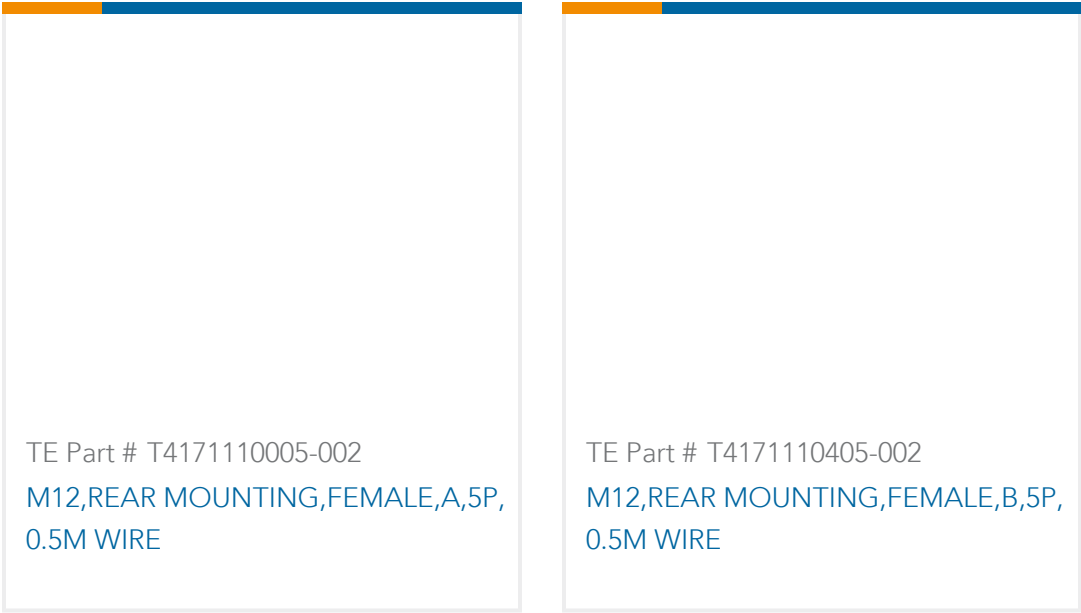 TE Part # T4171110005-002
M12,REAR MOUNTING,FEMALE,A,5P,
0.5M WIRE
TE Part # T4171110405-002
M12,REAR MOUNTING,FEMALE,B,5P,
0.5M WIRE